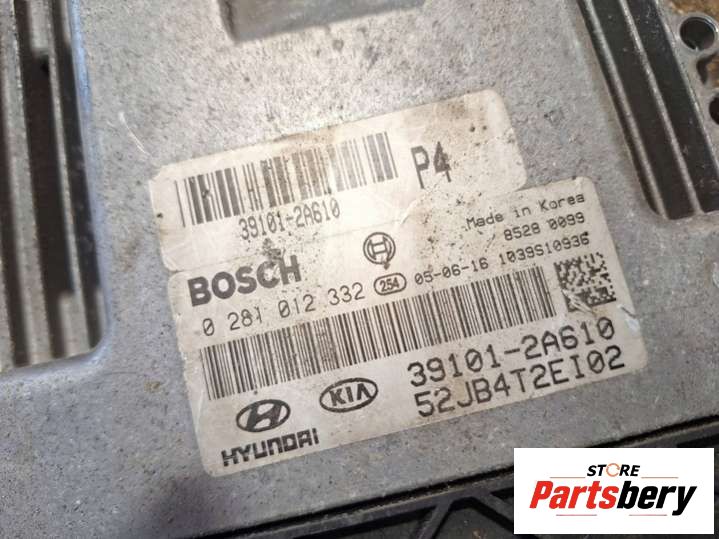 P4
39101-2A610
BOSCH
Made in Korea
8528 0099
0 281 012 332 254 05-06-16 1039S10936
39101-2A610
52JB4T2EI02
HYUNDAI
KIA
STORE
Partsbery